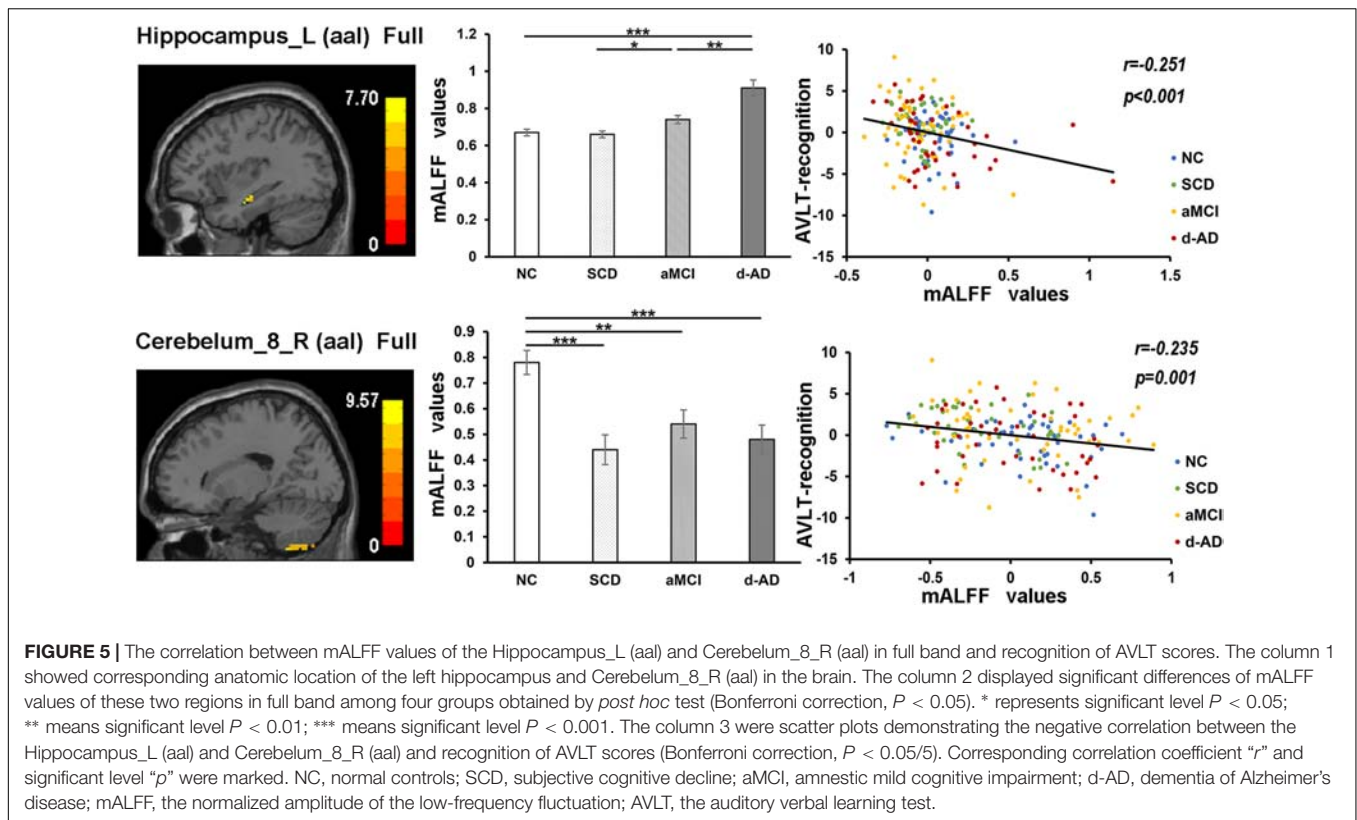 Hippocampus_L (aal) Full
7.70
0
mALFF values
1.2
1
0.8
0.6
0.4
0.2
0
***
*
**
NC
SCD
aMCI
d-AD
AVLT-recognition
10
5
0
-5
-10
-15
-0.5
0
0.5
1
1.5
mALFF values
r=-0.251
p<0.001
NC
SCD
aMCI
d-AD
Cerebelum_8_R (aal) Full
9.57
0
mALFF values
0.9
0.8
0.7
0.6
0.5
0.4
0.3
0.2
0.1
0
***
**
***
NC
SCD
aMCI
d-AD
AVLT-recognition
10
5
0
-5
-10
-15
-1
-0.5
0
0.5
1
mALFF values
r=-0.235
p=0.001
NC
SCD
aMCI
d-AD
FIGURE 5 | The correlation between mALFF values of the Hippocampus_L (aal) and Cerebelum_8_R (aal) in full band and recognition of AVLT scores. The column 1
showed corresponding anatomic location of the left hippocampus and Cerebelum_8_R (aal) in the brain. The column 2 displayed significant differences of mALFF
values of these two regions in full band among four groups obtained by post hoc test (Bonferroni correction, P < 0.05). * represents significant level P < 0.05;
** means significant level P < 0.01; *** means significant level P < 0.001. The column 3 were scatter plots demonstrating the negative correlation between the
Hippocampus_L (aal) and Cerebelum_8_R (aal) and recognition of AVLT scores (Bonferroni correction, P < 0.05/5). Corresponding correlation coefficient “r” and
significant level “p” were marked. NC, normal controls; SCD, subjective cognitive decline; aMCI, amnestic mild cognitive impairment; d-AD, dementia of Alzheimer’s
disease; mALFF, the normalized amplitude of the low-frequency fluctuation; AVLT, the auditory verbal learning test.